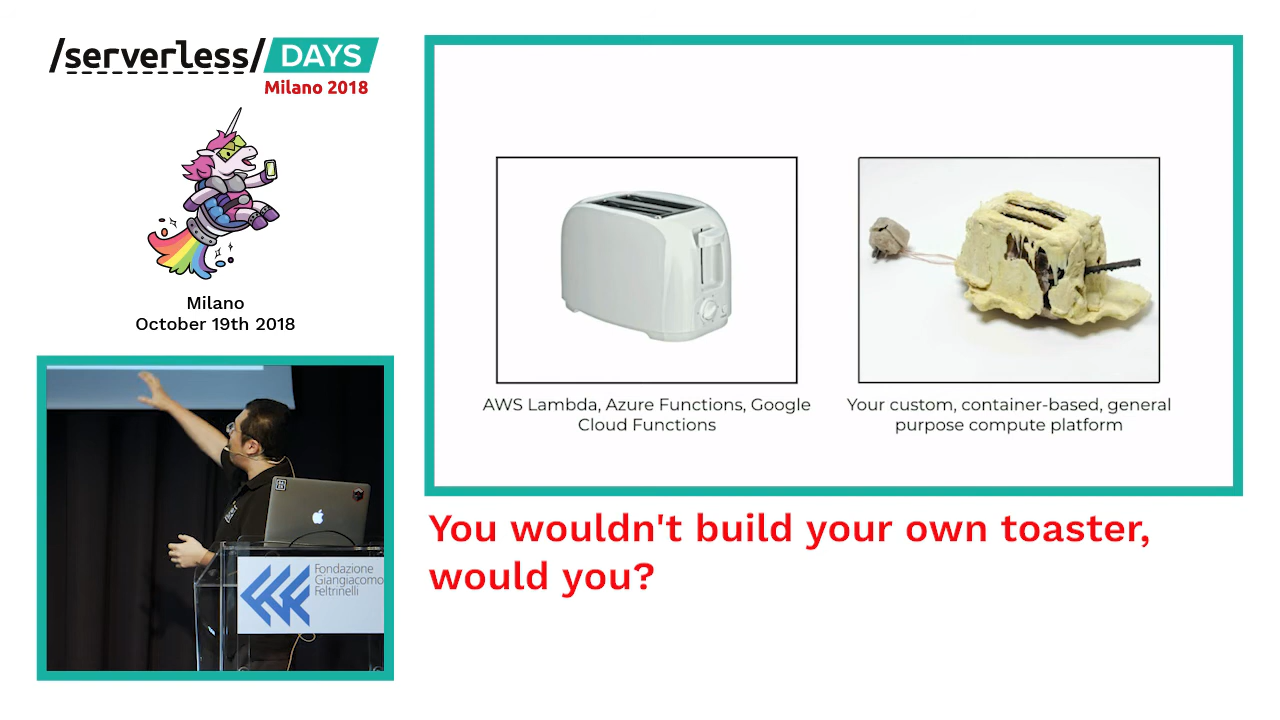 /serverless/ DAYS
Milano 2018
Milano
October 19th 2018
AWS Lambda, Azure Functions, Google
Cloud Functions
Your custom, container-based, general
purpose compute platform
Fondazione
Giangiacomo
Feltrinelli
You wouldn't build your own toaster,
would you?